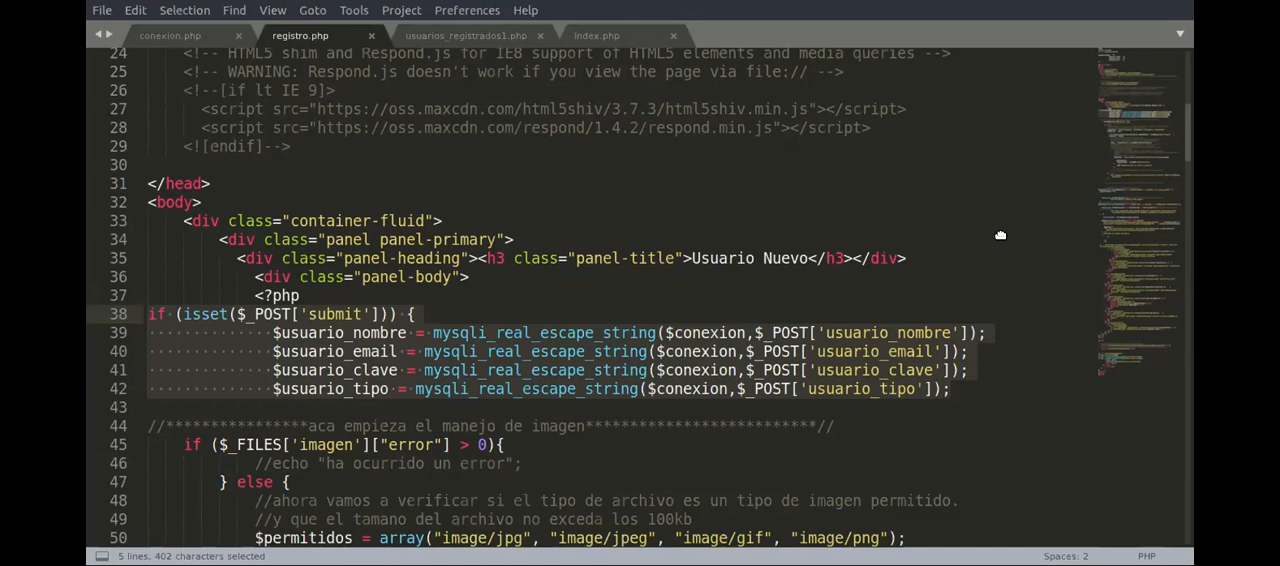 File Edit Selection Find View Goto Tools Project Preferences Help
conexion.php × registro.php × usuarios_registrados1.php × index.php ×
24 <!-- HTML5 shim and Respond.js for IE8 support of HTML5 elements and media queries -->
25 <!-- WARNING: Respond.js doesn't work if you view the page via file:// -->
26 <!--[if lt IE 9]>
27 <script src="https://oss.maxcdn.com/html5shiv/3.7.3/html5shiv.min.js"></script>
28 <script src="https://oss.maxcdn.com/respond/1.4.2/respond.min.js"></script>
29 <![endif]-->
30
31 </head>
32 <body>
33 <div class="container-fluid">
34 <div class="panel panel-primary">
35 <div class="panel-heading"><h3 class="panel-title">Usuario Nuevo</h3></div>
36 <div class="panel-body">
37 <?php
38 if (isset($_POST['submit'])) {
39 $usuario_nombre = mysqli_real_escape_string($conexion,$_POST['usuario_nombre']);
40 $usuario_email = mysqli_real_escape_string($conexion,$_POST['usuario_email']);
41 $usuario_clave = mysqli_real_escape_string($conexion,$_POST['usuario_clave']);
42 $usuario_tipo = mysqli_real_escape_string($conexion,$_POST['usuario_tipo']);
43
44 //****************aca empieza el manejo de imagen**************************//
45 if ($_FILES['imagen']["error"] > 0){
46 //echo "ha ocurrido un error";
47 } else {
48 //ahora vamos a verificar si el tipo de archivo es un tipo de imagen permitido.
49 //y que el tamano del archivo no exceda los 100kb
50 $permitidos = array("image/jpg", "image/jpeg", "image/gif", "image/png");
5 lines, 402 characters selected Spaces: 2 PHP